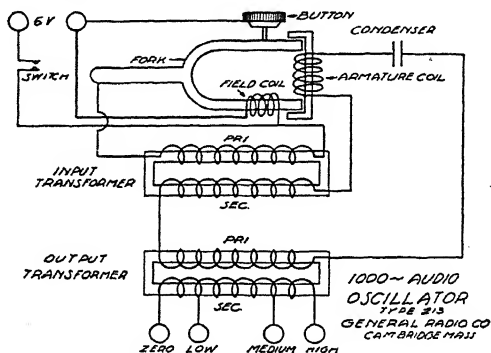 6V
BUTTON
CONDENSER
FORK
SWITCH
FIELD COIL
ARMATURE COIL
PRI
INPUT
TRANSFORMER
SEC.
PRI
OUTPUT
TRANSFORMER
SEC.
1000~ AUDIO
OSCILLATOR
TYPE 213
GENERAL RADIO CO
CAMBRIDGE MASS
ZERO LOW MEDIUM HIGH